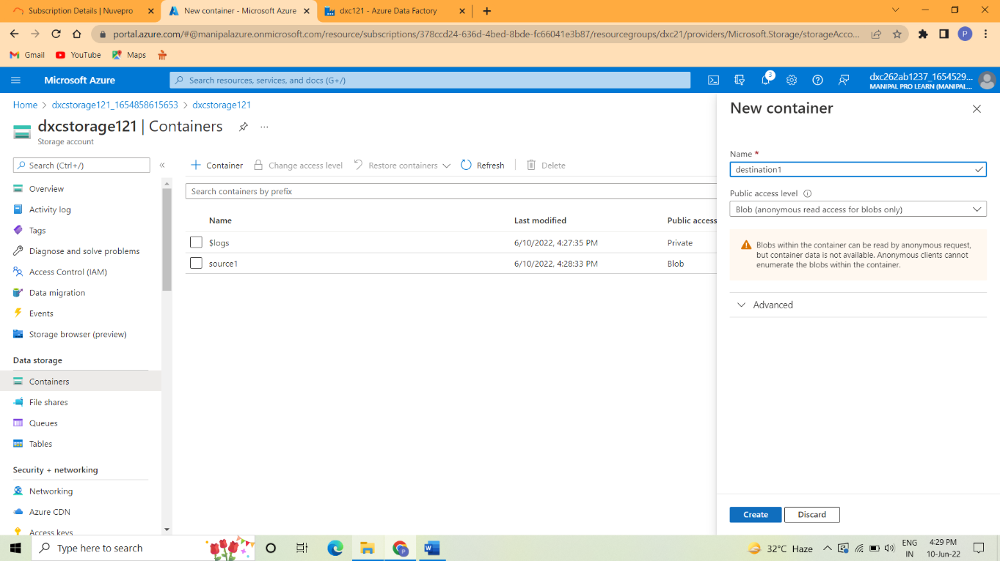 Subscription Details | Nuvepro
New container - Microsoft Azure
dxc121 - Azure Data Factory
portal.azure.com/#@manipalazure.onmicrosoft.com/resource/subscriptions/378ccd24-636d-4bed-8bde-fc66041e3b87/resourcegroups/dxc21/providers/Microsoft.Storage/storageAcco...
P
Gmail
YouTube
Maps
Microsoft Azure
Search resources, services, and docs (G+/)
3
dxc262ab1237_1654529...
MANIPAL PRO LEARN (MANIPAL...
Home > dxcstorage121_1654858615653 > dxcstorage121
dxcstorage121 | Containers
Storage account
Search (Ctrl+/)
Overview
Activity log
Tags
Diagnose and solve problems
Access Control (IAM)
Data migration
Events
Storage browser (preview)
Data storage
Containers
File shares
Queues
Tables
Security + networking
Networking
Azure CDN
Access keys
Container
Change access level
Restore containers
Refresh
Delete
Search containers by prefix
Name Last modified Public access
$logs 6/10/2022, 4:27:35 PM Private
source1 6/10/2022, 4:28:33 PM Blob
New container
Name *
destination1
Public access level
Blob (anonymous read access for blobs only)
Blobs within the container can be read by anonymous request,
but container data is not available. Anonymous clients cannot
enumerate the blobs within the container.
Advanced
Create
Discard
Type here to search
32°C Haze
ENG
IN
4:29 PM
10-Jun-22